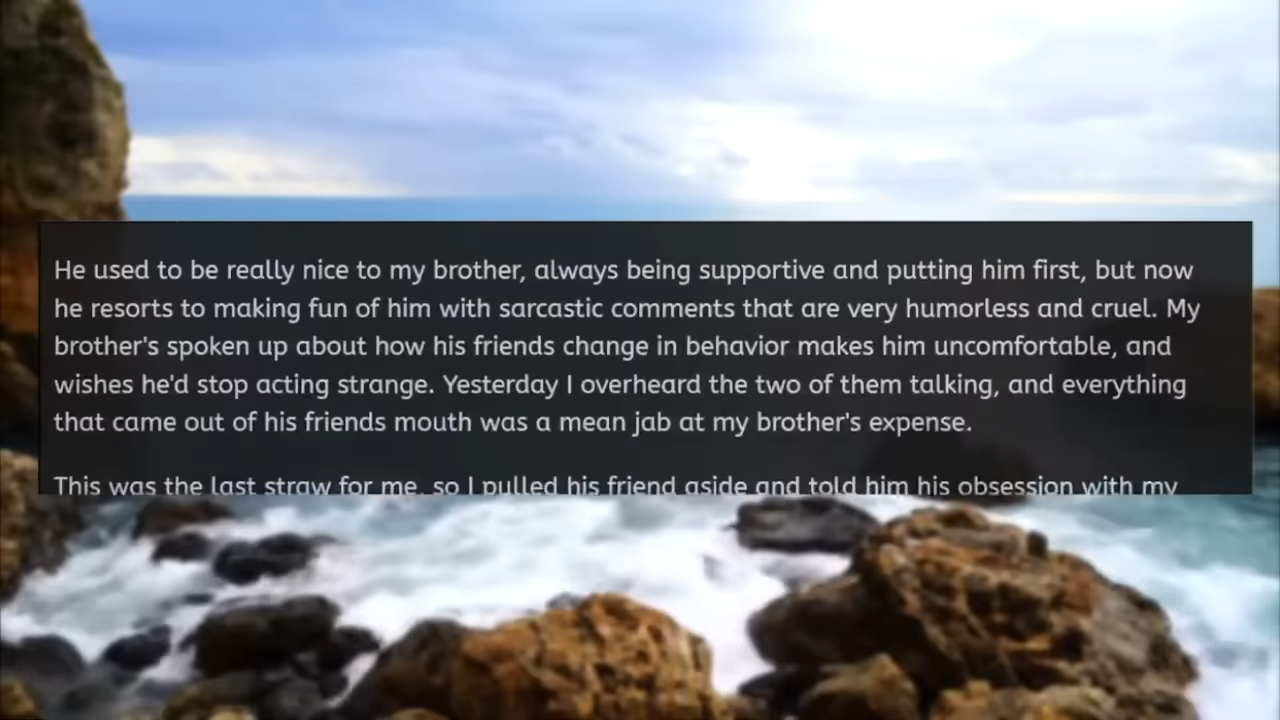 He used to be really nice to my brother, always being supportive and putting him first, but now
he resorts to making fun of him with sarcastic comments that are very humorless and cruel. My
brother's spoken up about how his friends change in behavior makes him uncomfortable, and
wishes he'd stop acting strange. Yesterday I overheard the two of them talking, and everything
that came out of his friends mouth was a mean jab at my brother's expense.
This was the last straw for me, so I pulled his friend aside and told him his obsession with my